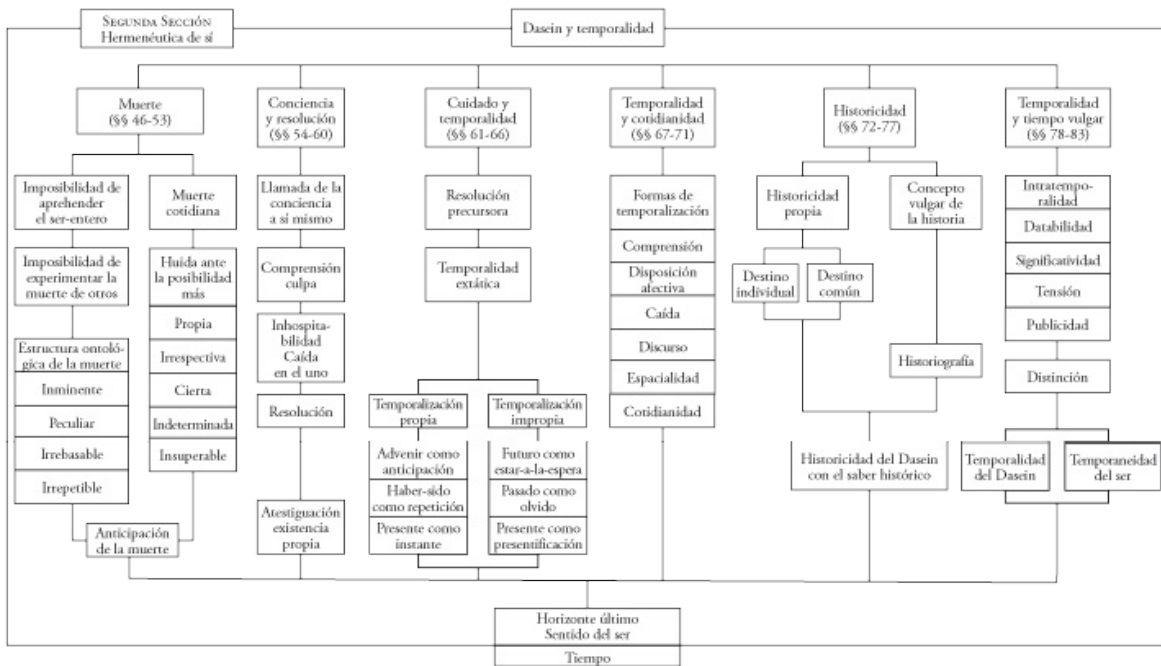 SEGUNDA SECCIÓN
Hermenéutica de sí
Dasein y temporalidad
Muerte
(§§ 46-53)
Imposibilidad de
aprehender
el ser-entero
Imposibilidad de
experimentar la
muerte de otros
Estructura ontoló-
gica de la muerte
Inminente
Peculiar
Irrebasable
Irrepetible
Muerte
cotidiana
Huida ante
la posibilidad
más
Propia
Irrespectiva
Cierta
Indeterminada
Insuperable
Anticipación
de la muerte
Conciencia
y resolución
(§§ 54-60)
Llamada de la
conciencia
a sí mismo
Comprensión
culpa
Inhospita-
bilidad
Caída
en el uno
Resolución
Atestiguación
existencia
propia
Cuidado y
temporalidad
(§§ 61-66)
Resolución
precursora
Temporalidad
extática
Temporalización
propia
Advenir como
anticipación
Haber-sido
como repetición
Presente como
instante
Temporalización
impropia
Futuro como
estar-a-la-espera
Pasado como
olvido
Presente como
presentificación
Temporalidad
y cotidianidad
(§§ 67-71)
Formas de
temporalización
Comprensión
Disposición
afectiva
Caída
Discurso
Espacialidad
Cotidianidad
Historicidad
(§§ 72-77)
Historicidad
propia
Destino
individual
Destino
común
Concepto
vulgar de
la historia
Historiografía
Historicidad del Dasein
con el saber histórico
Temporalidad
y tiempo vulgar
(§§ 78-83)
Intratempo-
ralidad
Databilidad
Significatividad
Tensión
Publicidad
Distinción
Temporalidad
del Dasein
Temporaneidad
del ser
Horizonte último
Sentido del ser
Tiempo